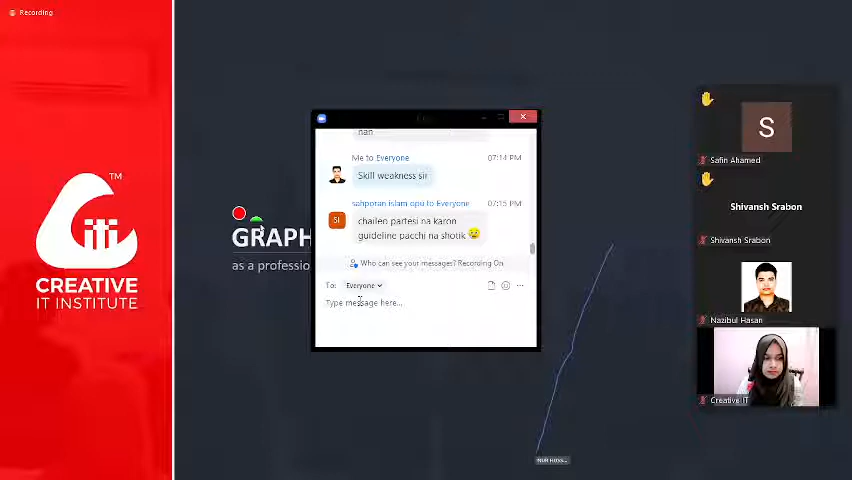 Recording
TM
iti
CREATIVE
IT INSTITUTE
GRAPH
as a professio
Me to Everyone
07:14 PM
Skill weakness sir
sahporan islam opu to Everyone
07:15 PM
SI
chaileo partesi na karon
guideline pacchi na shotik
Who can see your messages? Recording On
To:
Everyone
Type message here...
S
Safin Ahamed
Shivansh Srabon
Shivansh Srabon
Nazibul Hasan
Creative IT